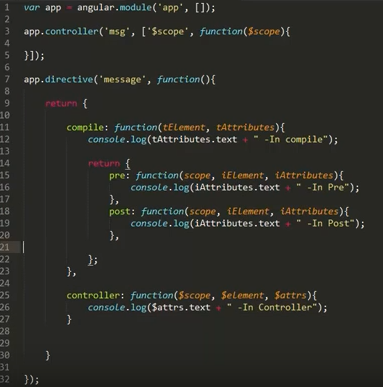 1 var app = angular.module('app', []);
2
3 app.controller('msg', ['$scope', function($scope){
4
5 }]);
6
7 app.directive('message', function(){
8
9 return {
10
11 compile: function(tElement, tAttributes){
12 console.log(tAttributes.text + " -In compile");
13
14 return {
15 pre: function(scope, iElement, iAttributes){
16 console.log(iAttributes.text + " -In Pre");
17 },
18 post: function(scope, iElement, iAttributes){
19 console.log(iAttributes.text + " -In Post");
20 },
21
22 };
23 },
24
25 controller: function($scope, $element, $attrs){
26 console.log($attrs.text + " -In Controller");
27 }
28
29
30 }
31
32 });